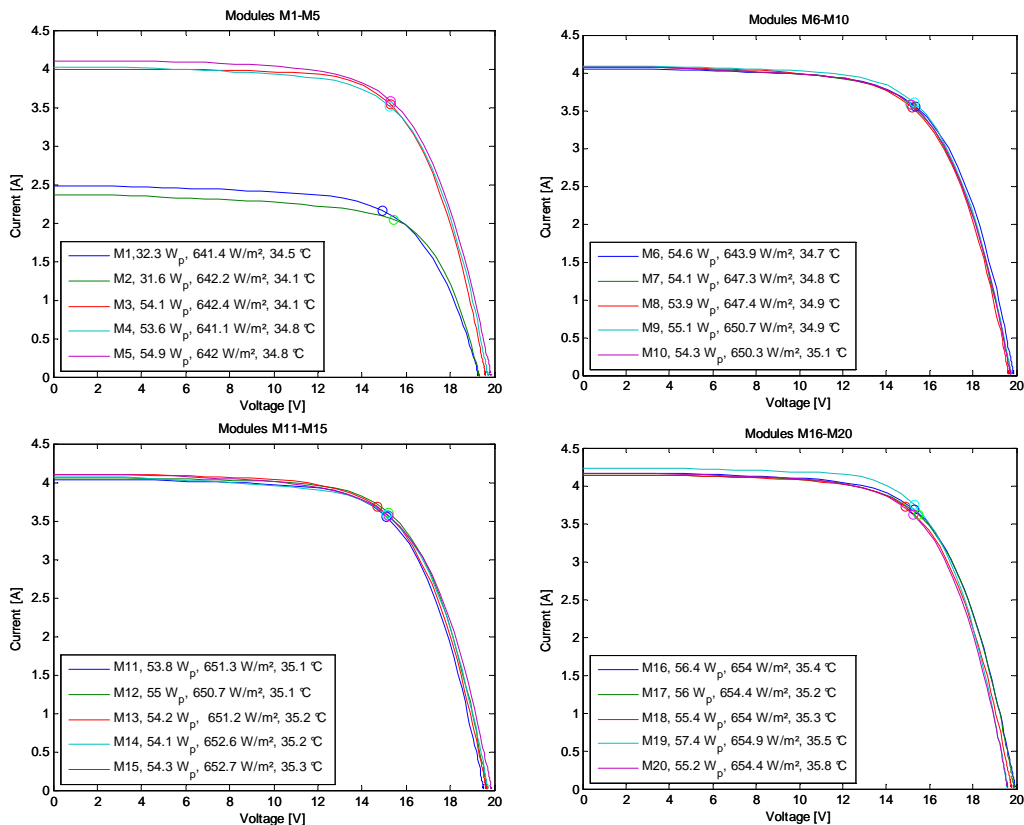 Modules M1-M5
4.5
4
3.5
3
2.5
2
1.5
1
0.5
0
0 2 4 6 8 10 12 14 16 18 20
Current [A]
Voltage [V]
M1,32.3 Wp, 641.4 W/m², 34.5 °C
M2, 31.6 Wp, 642.2 W/m², 34.1 °C
M3, 54.1 Wp, 642.4 W/m², 34.1 °C
M4, 53.6 Wp, 641.1 W/m², 34.8 °C
M5, 54.9 Wp, 642 W/m², 34.8 °C
Modules M6-M10
4.5
4
3.5
3
2.5
2
1.5
1
0.5
0
0 2 4 6 8 10 12 14 16 18 20
Current [A]
Voltage [V]
M6, 54.6 Wp, 643.9 W/m², 34.7 °C
M7, 54.1 Wp, 647.3 W/m², 34.8 °C
M8, 53.9 Wp, 647.4 W/m², 34.9 °C
M9, 55.1 Wp, 650.7 W/m², 34.9 °C
M10, 54.3 Wp, 650.3 W/m², 35.1 °C
Modules M11-M15
4.5
4
3.5
3
2.5
2
1.5
1
0.5
0
0 2 4 6 8 10 12 14 16 18 20
Current [A]
Voltage [V]
M11, 53.8 Wp, 651.3 W/m², 35.1 °C
M12, 55 Wp, 650.7 W/m², 35.1 °C
M13, 54.2 Wp, 651.2 W/m², 35.2 °C
M14, 54.1 Wp, 652.6 W/m², 35.2 °C
M15, 54.3 Wp, 652.7 W/m², 35.3 °C
Modules M16-M20
4.5
4
3.5
3
2.5
2
1.5
1
0.5
0
0 2 4 6 8 10 12 14 16 18 20
Current [A]
Voltage [V]
M16, 56.4 Wp, 654 W/m², 35.4 °C
M17, 56 Wp, 654.4 W/m², 35.2 °C
M18, 55.4 Wp, 654 W/m², 35.3 °C
M19, 57.4 Wp, 654.9 W/m², 35.5 °C
M20, 55.2 Wp, 654.4 W/m², 35.8 °C